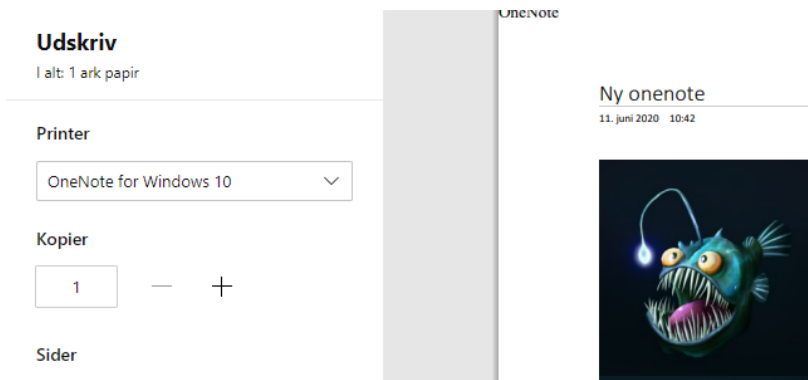 Udskriv
I alt: 1 ark papir
Printer
OneNote for Windows 10
Kopier
1
Sider
OneNote
Ny onenote
11. juni 2020 10:42